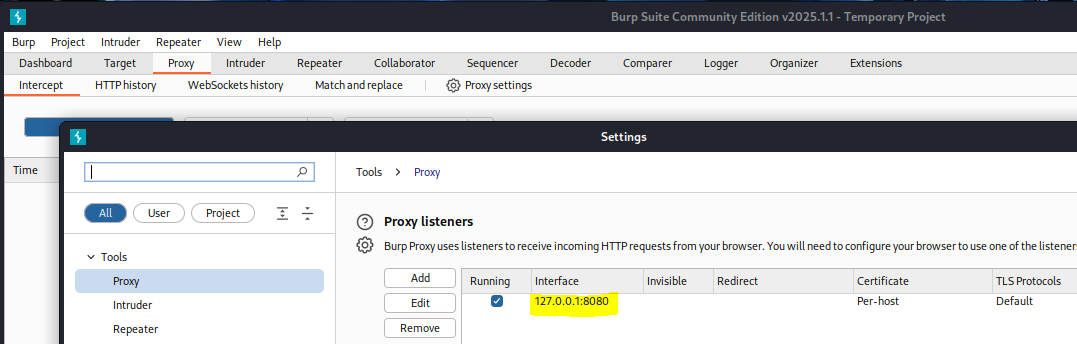 Burp Suite Community Edition v2025.1.1 - Temporary Project
Burp Project Intruder Repeater View Help
Dashboard Target Proxy Intruder Repeater Collaborator Sequencer Decoder Comparer Logger Organizer Extensions
Intercept HTTP history WebSockets history Match and replace Proxy settings
Settings
Time
Tools > Proxy
All User Project
Proxy listeners
Burp Proxy uses listeners to receive incoming HTTP requests from your browser. You will need to configure your browser to use one of the listeners
Tools
Proxy
Intruder
Repeater
Add
Edit
Remove
Running Interface Invisible Redirect Certificate TLS Protocols
127.0.0.1:8080 Per-host Default